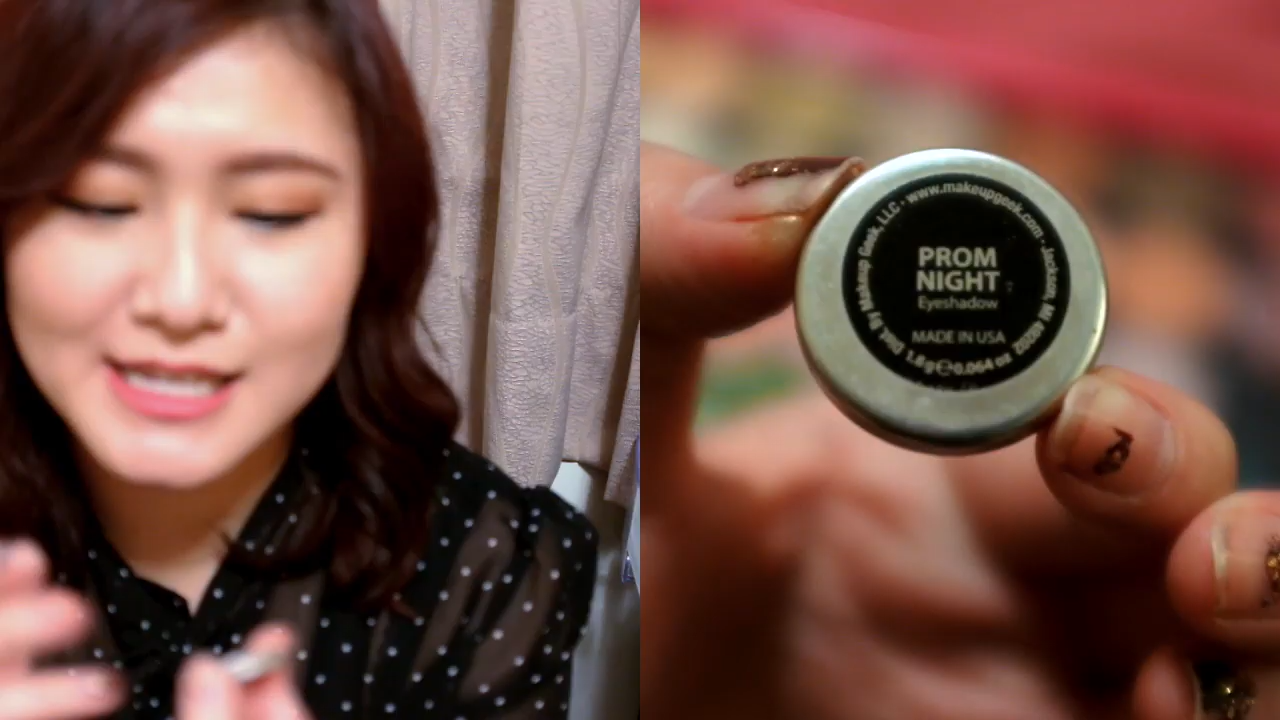 Dist. By Makeup Geek, LLC · www.makeupgeek.com · Jackson, MI 49202
PROM
NIGHT
Eyeshadow
MADE IN USA
1.8 g ℮ 0.064 oz